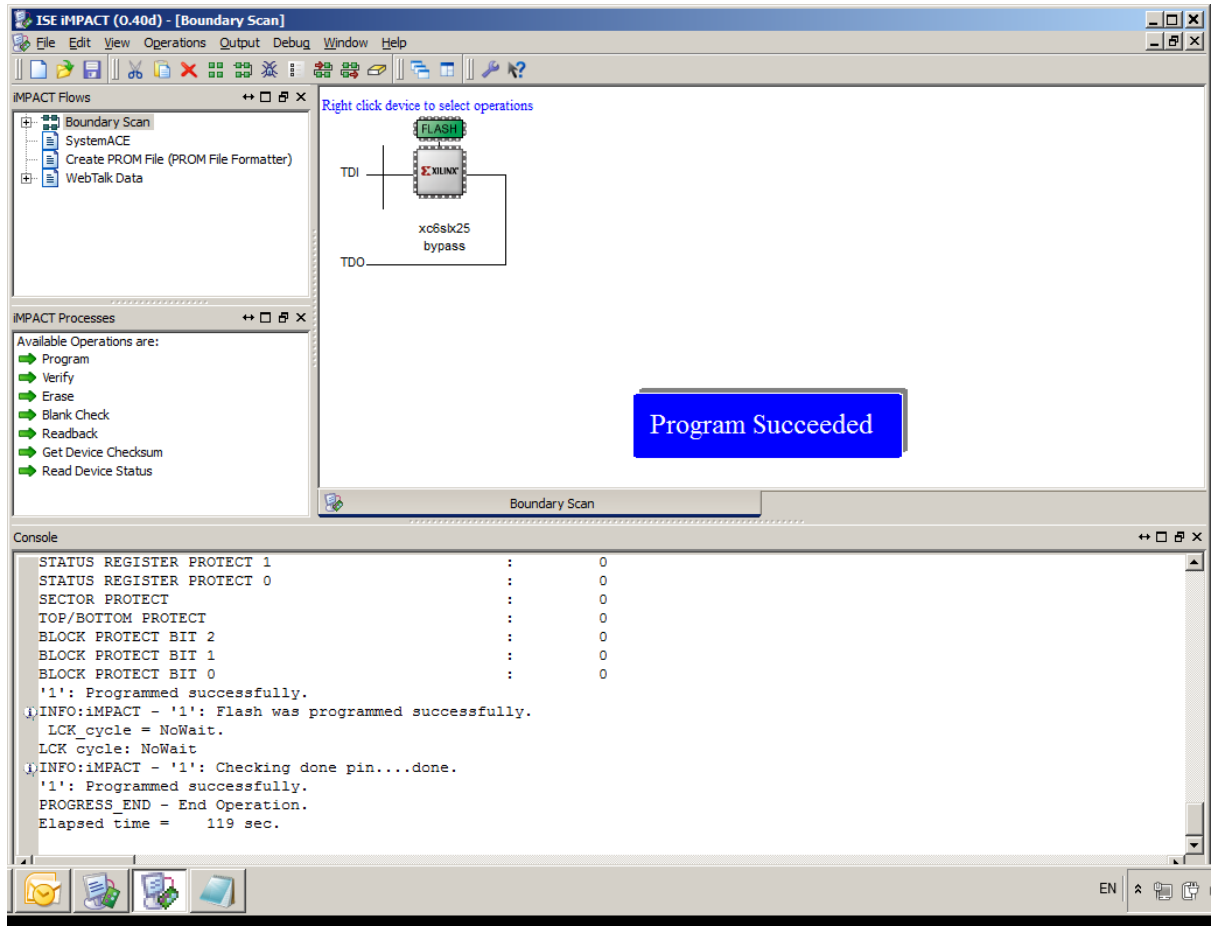 ISE iMPACT (O.40d) - [Boundary Scan]
File Edit View Operations Output Debug Window Help
iMPACT Flows
Boundary Scan
SystemACE
Create PROM File (PROM File Formatter)
WebTalk Data
Right click device to select operations
FLASH
TDI
XILINX
xc6slx25
bypass
TDO
iMPACT Processes
Available Operations are:
Program
Verify
Erase
Blank Check
Readback
Get Device Checksum
Read Device Status
Program Succeeded
Boundary Scan
Console
STATUS REGISTER PROTECT 1 : 0
STATUS REGISTER PROTECT 0 : 0
SECTOR PROTECT : 0
TOP/BOTTOM PROTECT : 0
BLOCK PROTECT BIT 2 : 0
BLOCK PROTECT BIT 1 : 0
BLOCK PROTECT BIT 0 : 0
'1': Programmed successfully.
INFO:iMPACT - '1': Flash was programmed successfully.
LCK_cycle = NoWait.
LCK cycle: NoWait
INFO:iMPACT - '1': Checking done pin....done.
'1': Programmed successfully.
PROGRESS_END - End Operation.
Elapsed time = 119 sec.
EN